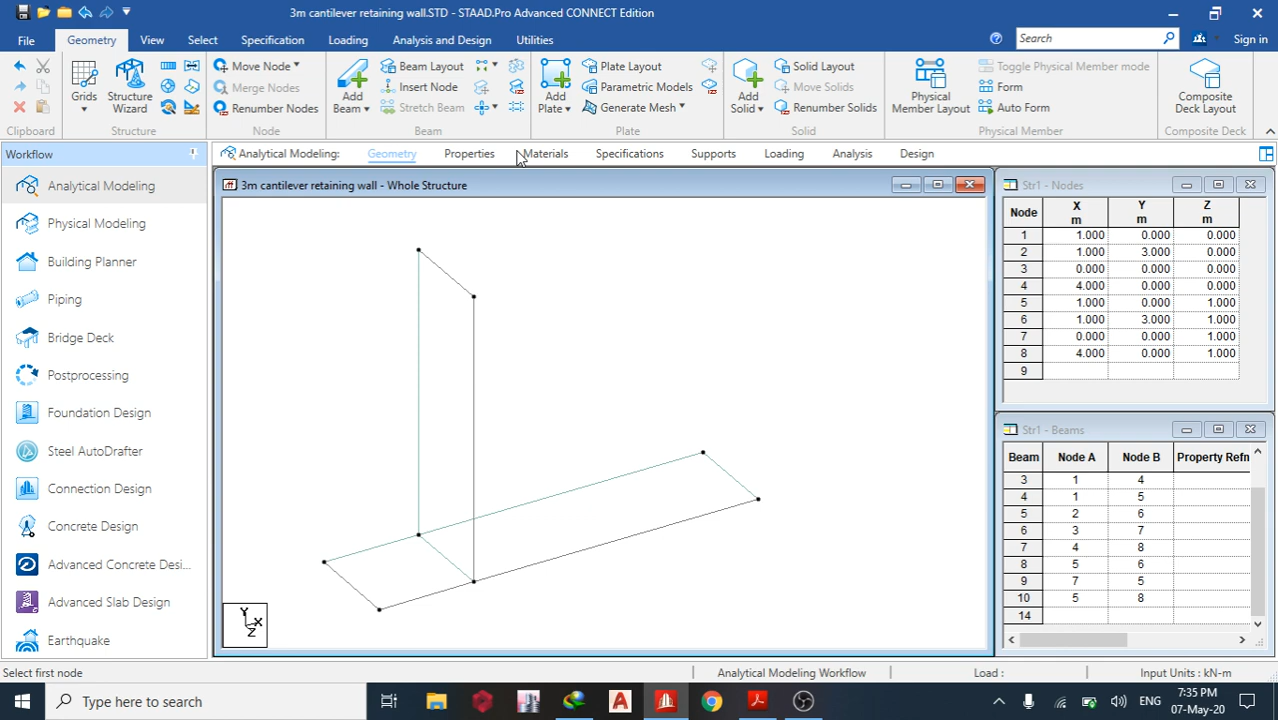 3m cantilever retaining wall.STD - STAAD.Pro Advanced CONNECT Edition
File Geometry View Select Specification Loading Analysis and Design Utilities Search Sign in
Grids Structure Wizard Move Node Merge Nodes Renumber Nodes
Add Beam Beam Layout Insert Node Stretch Beam
Add Plate Plate Layout Parametric Models Generate Mesh
Add Solid Solid Layout Move Solids Renumber Solids
Physical Member Layout Toggle Physical Member mode Form Auto Form
Composite Deck Layout
Clipboard Structure Node Beam Plate Solid Physical Member Composite Deck
Workflow
Analytical Modeling: Geometry Properties Materials Specifications Supports Loading Analysis Design
Analytical Modeling
Physical Modeling
Building Planner
Piping
Bridge Deck
Postprocessing
Foundation Design
Steel AutoDrafter
Connection Design
Concrete Design
Advanced Concrete Desi...
Advanced Slab Design
Earthquake
3m cantilever retaining wall - Whole Structure
Y
X
Z
Str1 - Nodes
Node X m Y m Z m
1 1.000 0.000 0.000
2 1.000 3.000 0.000
3 0.000 0.000 0.000
4 4.000 0.000 0.000
5 1.000 0.000 1.000
6 1.000 3.000 1.000
7 0.000 0.000 1.000
8 4.000 0.000 1.000
9
Str1 - Beams
Beam Node A Node B Property Refn
3 1 4
4 1 5
5 2 6
6 3 7
7 4 8
8 5 6
9 7 5
10 5 8
14
Select first node Analytical Modeling Workflow Load : Input Units : kN-m
Type here to search ENG 7:35 PM
07-May-20